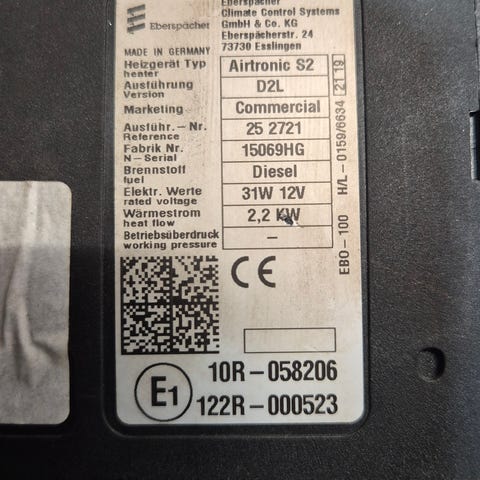 Eberspächer
Climate Control Systems
GmbH & Co. KG
Eberspächerstr. 24
73730 Esslingen
Eberspächer
MADE IN GERMANY
Heizgerät Typ
heater
Airtronic S2
Ausführung
Version
D2L
Marketing
Commercial
Ausführ.-Nr.
Reference
25 2721
Fabrik Nr.
N-Serial
15069HG
Brennstoff
fuel
Diesel
Elektr. Werte
rated voltage
31W 12V
Wärmestrom
heat flow
2,2 KW
Betriebsüberdruck
working pressure
–
EBO-100 H/L-0159/6634 21 19
CE
E1
10R-058206
122R-000523